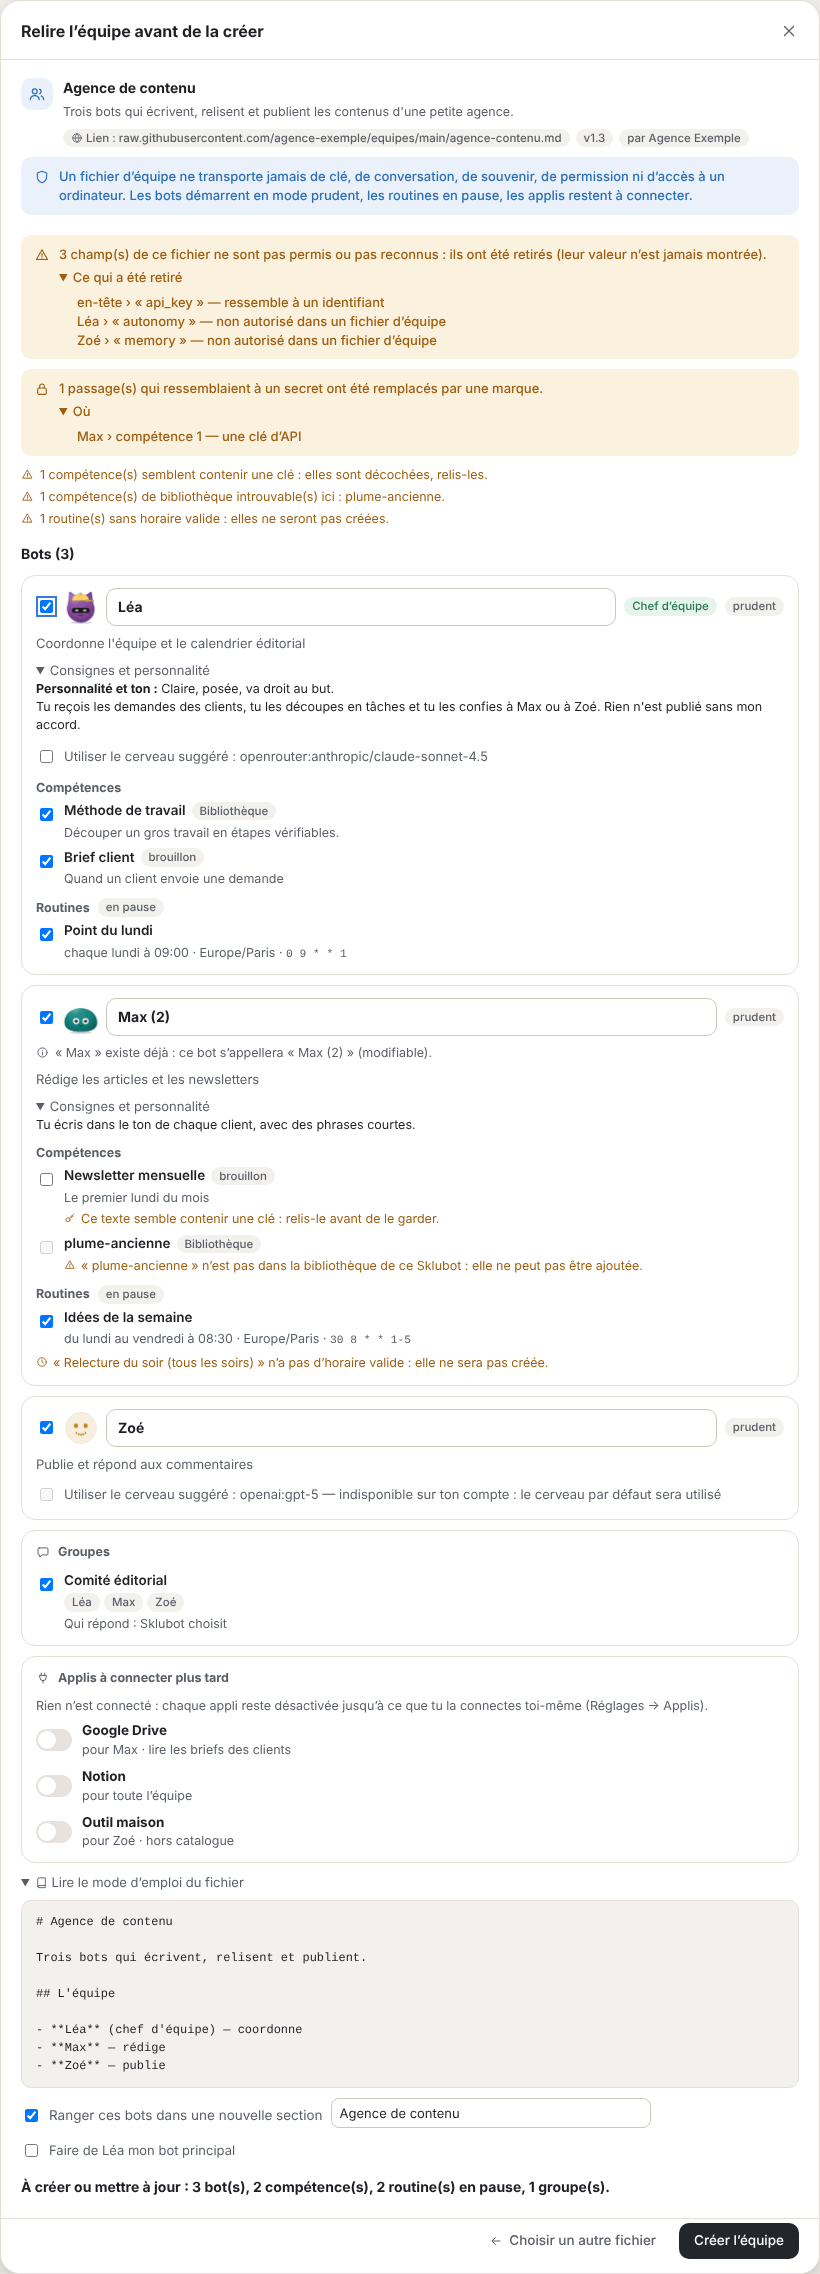 Relire l’équipe avant de la créer
Agence de contenu
Trois bots qui écrivent, relisent et publient les contenus d'une petite agence.
Lien : raw.githubusercontent.com/agence-exemple/equipes/main/agence-contenu.md v1.3 par Agence Exemple
Un fichier d’équipe ne transporte jamais de clé, de conversation, de souvenir, de permission ni d’accès à un
ordinateur. Les bots démarrent en mode prudent, les routines en pause, les applis restent à connecter.
3 champ(s) de ce fichier ne sont pas permis ou pas reconnus : ils ont été retirés (leur valeur n’est jamais montrée).
▼ Ce qui a été retiré
en-tête › « api_key » — ressemble à un identifiant
Léa › « autonomy » — non autorisé dans un fichier d’équipe
Zoé › « memory » — non autorisé dans un fichier d’équipe
1 passage(s) qui ressemblaient à un secret ont été remplacés par une marque.
▼ Où
Max › compétence 1 — une clé d’API
1 compétence(s) semblent contenir une clé : elles sont décochées, relis-les.
1 compétence(s) de bibliothèque introuvable(s) ici : plume-ancienne.
1 routine(s) sans horaire valide : elles ne seront pas créées.
Bots (3)
Léa Chef d’équipe prudent
Coordonne l'équipe et le calendrier éditorial
▼ Consignes et personnalité
Personnalité et ton : Claire, posée, va droit au but.
Tu reçois les demandes des clients, tu les découpes en tâches et tu les confies à Max ou à Zoé. Rien n'est publié sans mon
accord.
Utiliser le cerveau suggéré : openrouter:anthropic/claude-sonnet-4.5
Compétences
Méthode de travail Bibliothèque
Découper un gros travail en étapes vérifiables.
Brief client brouillon
Quand un client envoie une demande
Routines en pause
Point du lundi
chaque lundi à 09:00 · Europe/Paris · 0 9 * * 1
Max (2) prudent
« Max » existe déjà : ce bot s’appellera « Max (2) » (modifiable).
Rédige les articles et les newsletters
▼ Consignes et personnalité
Tu écris dans le ton de chaque client, avec des phrases courtes.
Compétences
Newsletter mensuelle brouillon
Le premier lundi du mois
Ce texte semble contenir une clé : relis-le avant de le garder.
plume-ancienne Bibliothèque
« plume-ancienne » n’est pas dans la bibliothèque de ce Sklubot : elle ne peut pas être ajoutée.
Routines en pause
Idées de la semaine
du lundi au vendredi à 08:30 · Europe/Paris · 30 8 * * 1-5
« Relecture du soir (tous les soirs) » n’a pas d’horaire valide : elle ne sera pas créée.
Zoé prudent
Publie et répond aux commentaires
Utiliser le cerveau suggéré : openai:gpt-5 — indisponible sur ton compte : le cerveau par défaut sera utilisé
Groupes
Comité éditorial
Léa Max Zoé
Qui répond : Sklubot choisit
Applis à connecter plus tard
Rien n’est connecté : chaque appli reste désactivée jusqu’à ce que tu la connectes toi-même (Réglages → Applis).
Google Drive
pour Max · lire les briefs des clients
Notion
pour toute l’équipe
Outil maison
pour Zoé · hors catalogue
▼ Lire le mode d’emploi du fichier
# Agence de contenu
Trois bots qui écrivent, relisent et publient.
## L'équipe
- **Léa** (chef d'équipe) — coordonne
- **Max** — rédige
- **Zoé** — publie
Ranger ces bots dans une nouvelle section Agence de contenu
Faire de Léa mon bot principal
À créer ou mettre à jour : 3 bot(s), 2 compétence(s), 2 routine(s) en pause, 1 groupe(s).
← Choisir un autre fichier Créer l’équipe